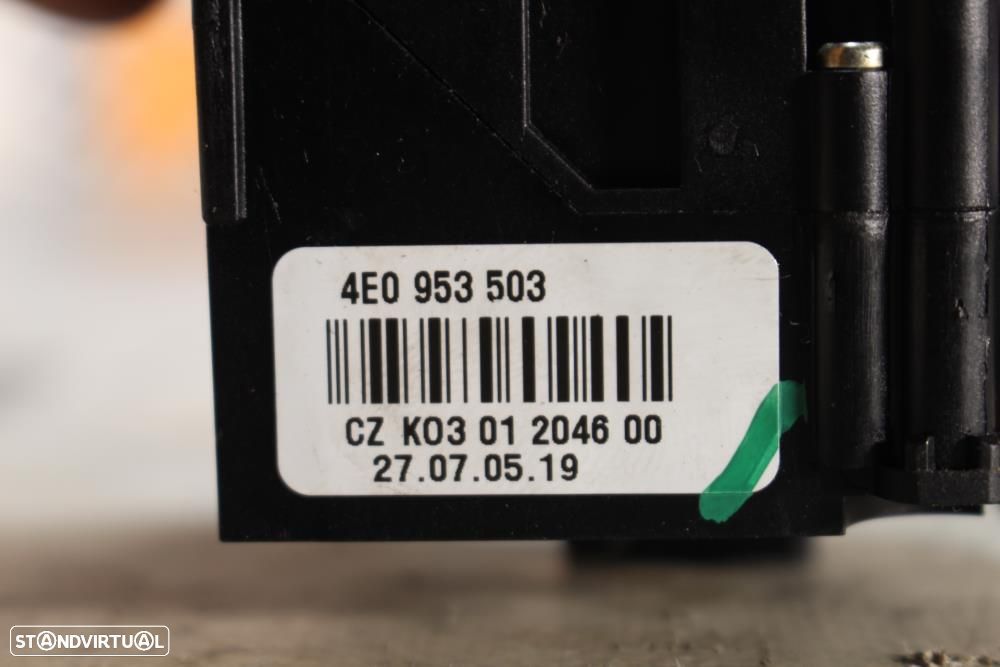 4E0 953 503
CZ K03 01 2046 00
27.07.05.19
STANDVIRTUAL